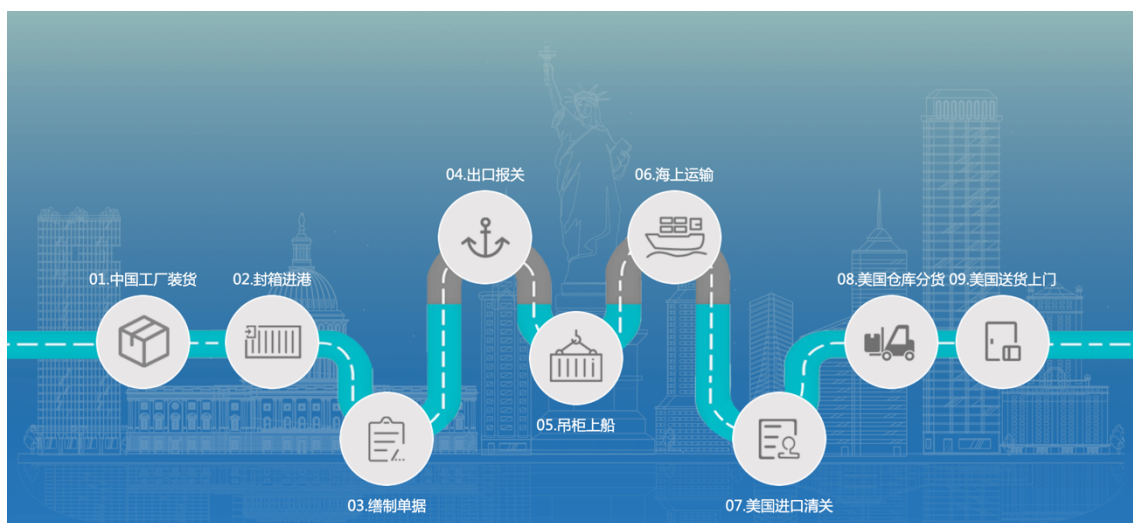 01.中国工厂装货
02.封箱进港
03.缮制单据
04.出口报关
05.吊柜上船
06.海上运输
07.美国进口清关
08.美国仓库分货
09.美国送货上门